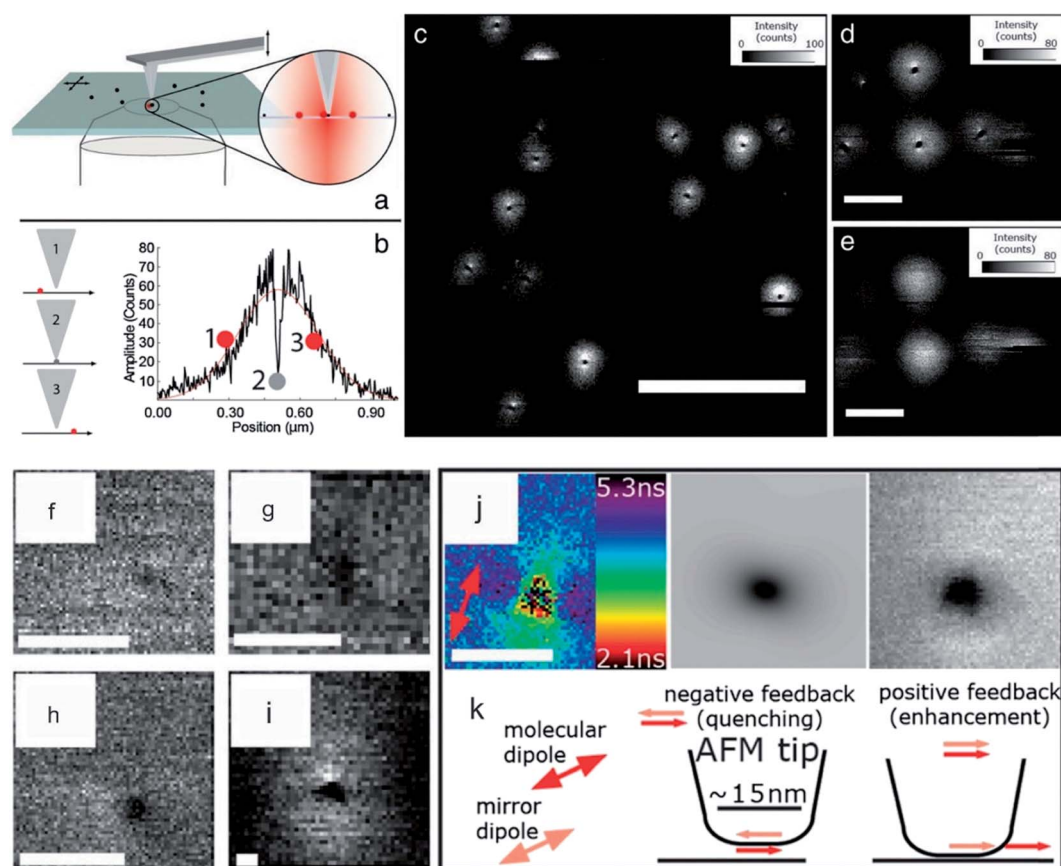 a
b
1
2
3
Amplitude (Counts)
80
70
60
50
40
30
20
10
1
2
3
0.00
0.30
0.60
0.90
Position (µm)
c
Intensity
(counts)
0
100
d
Intensity
(counts)
0
80
e
Intensity
(counts)
0
80
f
g
h
i
j
5.3ns
2.1ns
k
molecular
dipole
mirror
dipole
negative feedback
(quenching)
AFM tip
~15nm
positive feedback
(enhancement)